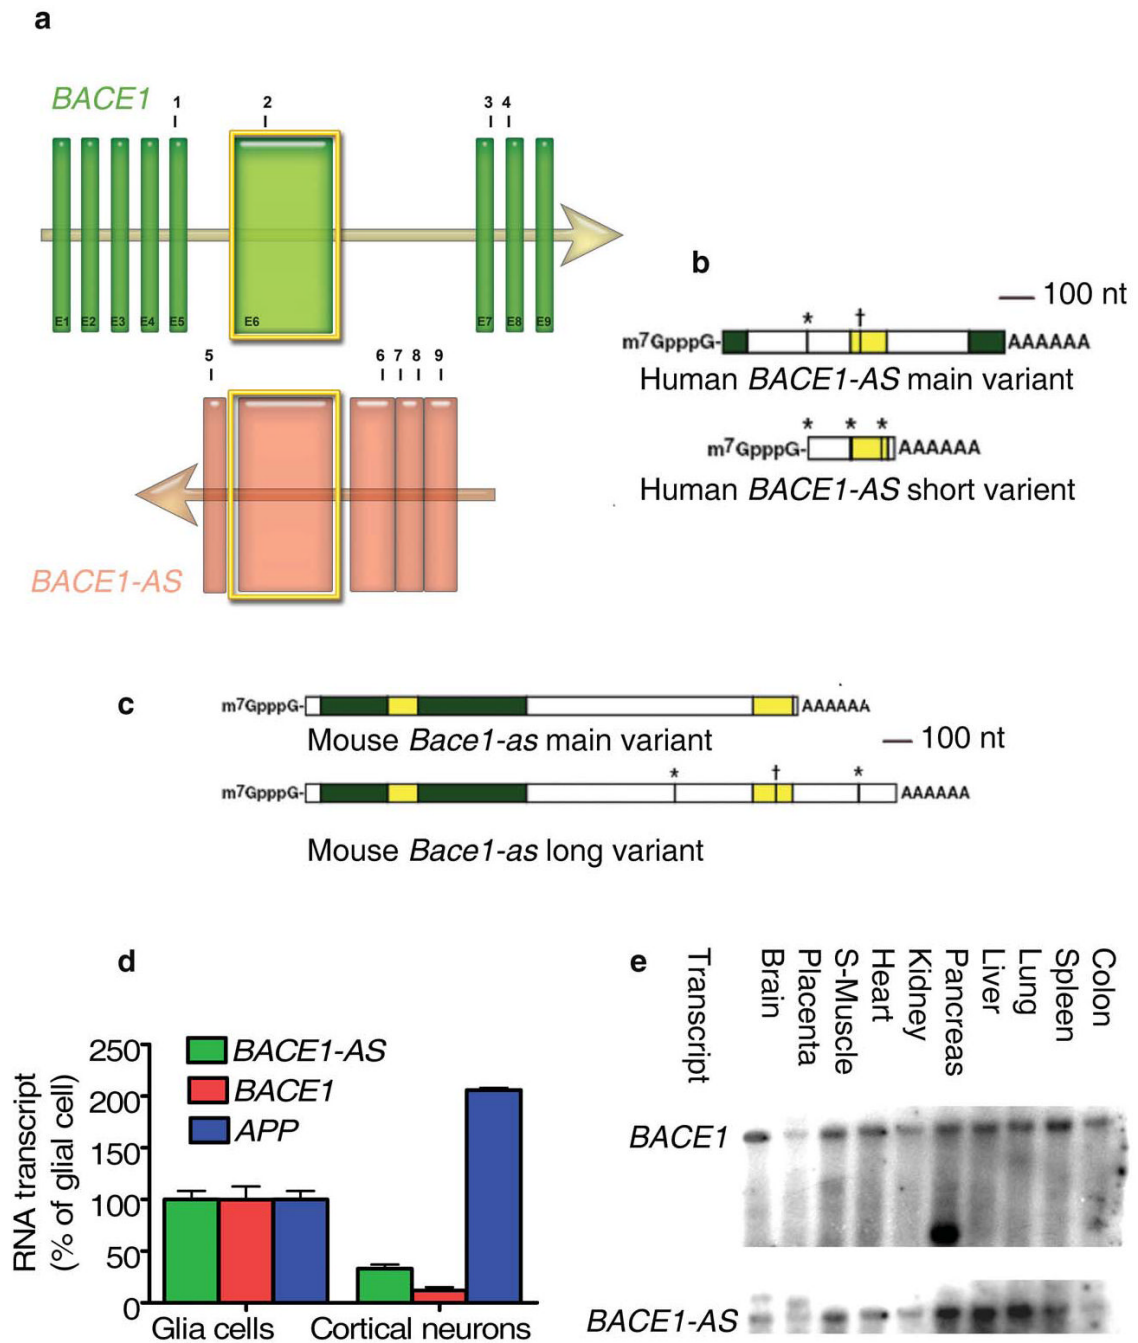 a
BACE1
1
2
3
4
E1
E2
E3
E4
E5
E6
E7
E8
E9
5
6
7
8
9
BACE1-AS
b
100 nt
*
†
m7GpppG-
AAAAAA
Human BACE1-AS main variant
* * *
m7GpppG-
AAAAAA
Human BACE1-AS short varient
c
m7GpppG-
AAAAAA
Mouse Bace1-as main variant
100 nt
* † *
m7GpppG-
AAAAAA
Mouse Bace1-as long variant
d
RNA transcript
(% of glial cell)
250
200
150
100
50
0
BACE1-AS
BACE1
APP
Glia cells
Cortical neurons
e
Transcript
Brain
Placenta
S-Muscle
Heart
Kidney
Pancreas
Liver
Lung
Spleen
Colon
BACE1
BACE1-AS